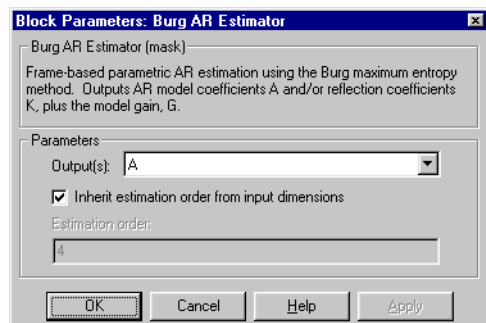 Block Parameters: Burg AR Estimator
Burg AR Estimator (mask)
Frame-based parametric AR estimation using the Burg maximum entropy
method. Outputs AR model coefficients A and/or reflection coefficients
K, plus the model gain, G.
Parameters
Output(s): A
Inherit estimation order from input dimensions
Estimation order:
4
OK Cancel Help Apply